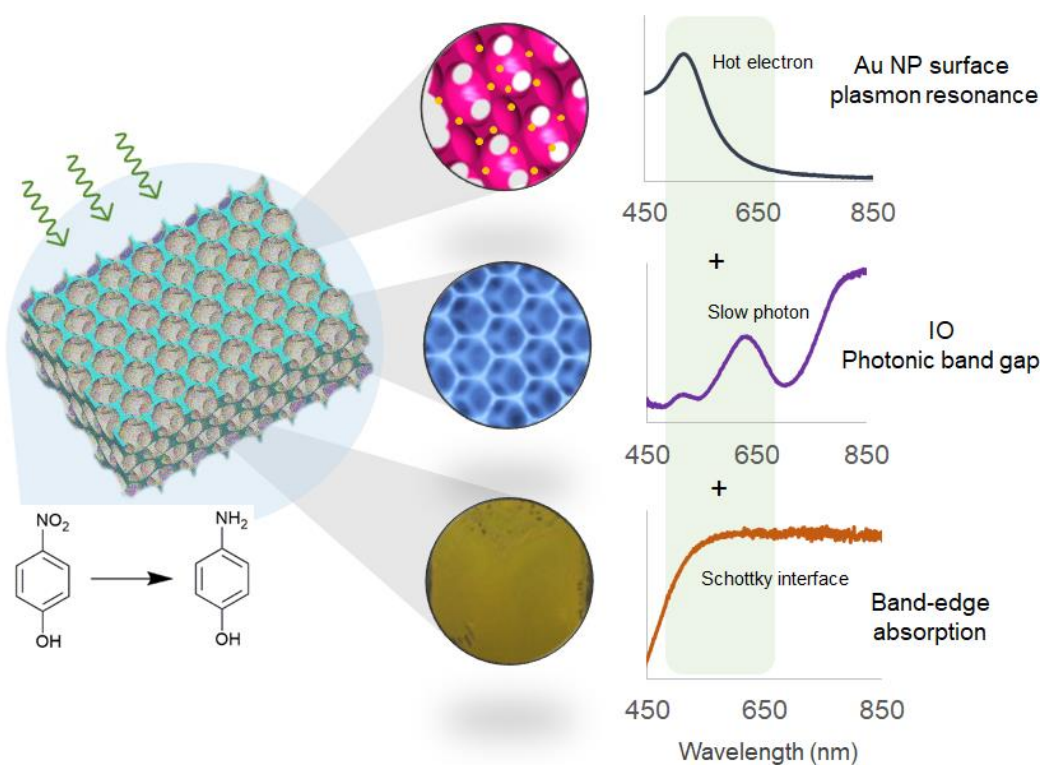 Hot electron
Au NP surface
plasmon resonance
450
650
850
+
Slow photon
IO
Photonic band gap
450
650
850
+
Schottky interface
Band-edge
absorption
450
650
850
Wavelength (nm)
NO₂
OH
NH₂
OH